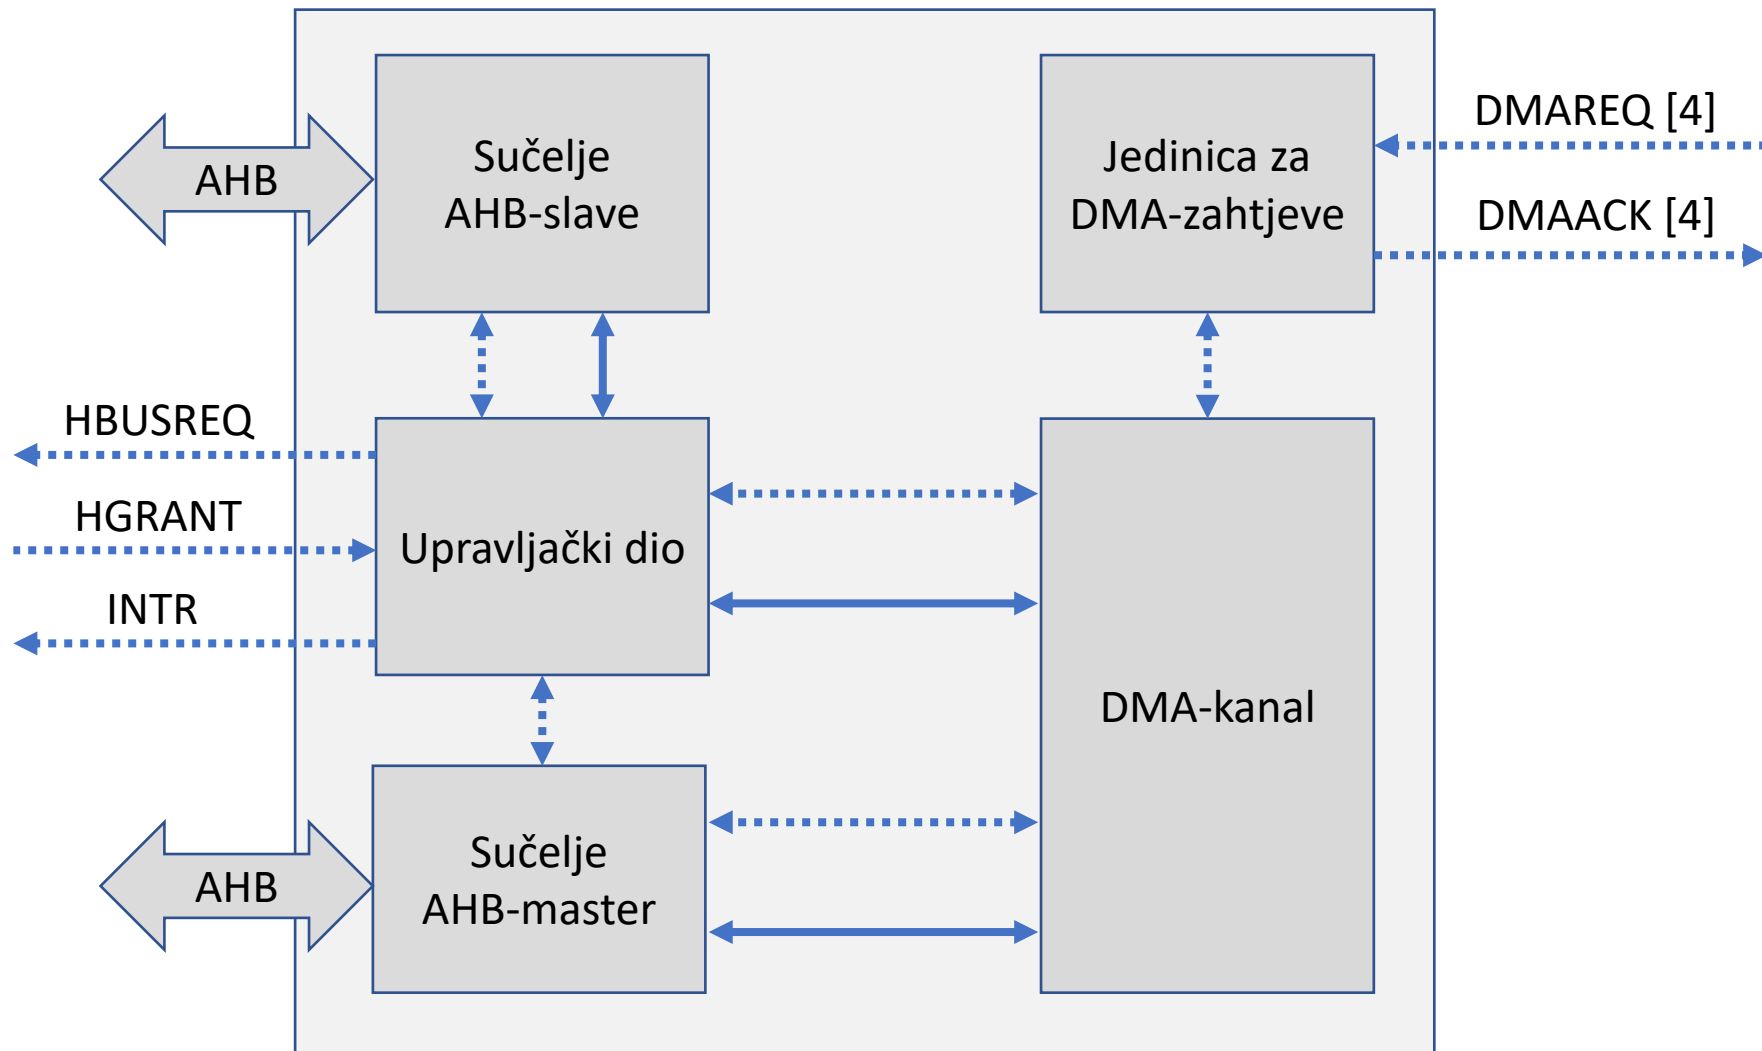 AHB
Sučelje
AHB-slave
Jedinica za
DMA-zahtjeve
DMAREQ [4]
DMAACK [4]
HBUSREQ
HGRANT
INTR
Upravljački dio
DMA-kanal
AHB
Sučelje
AHB-master